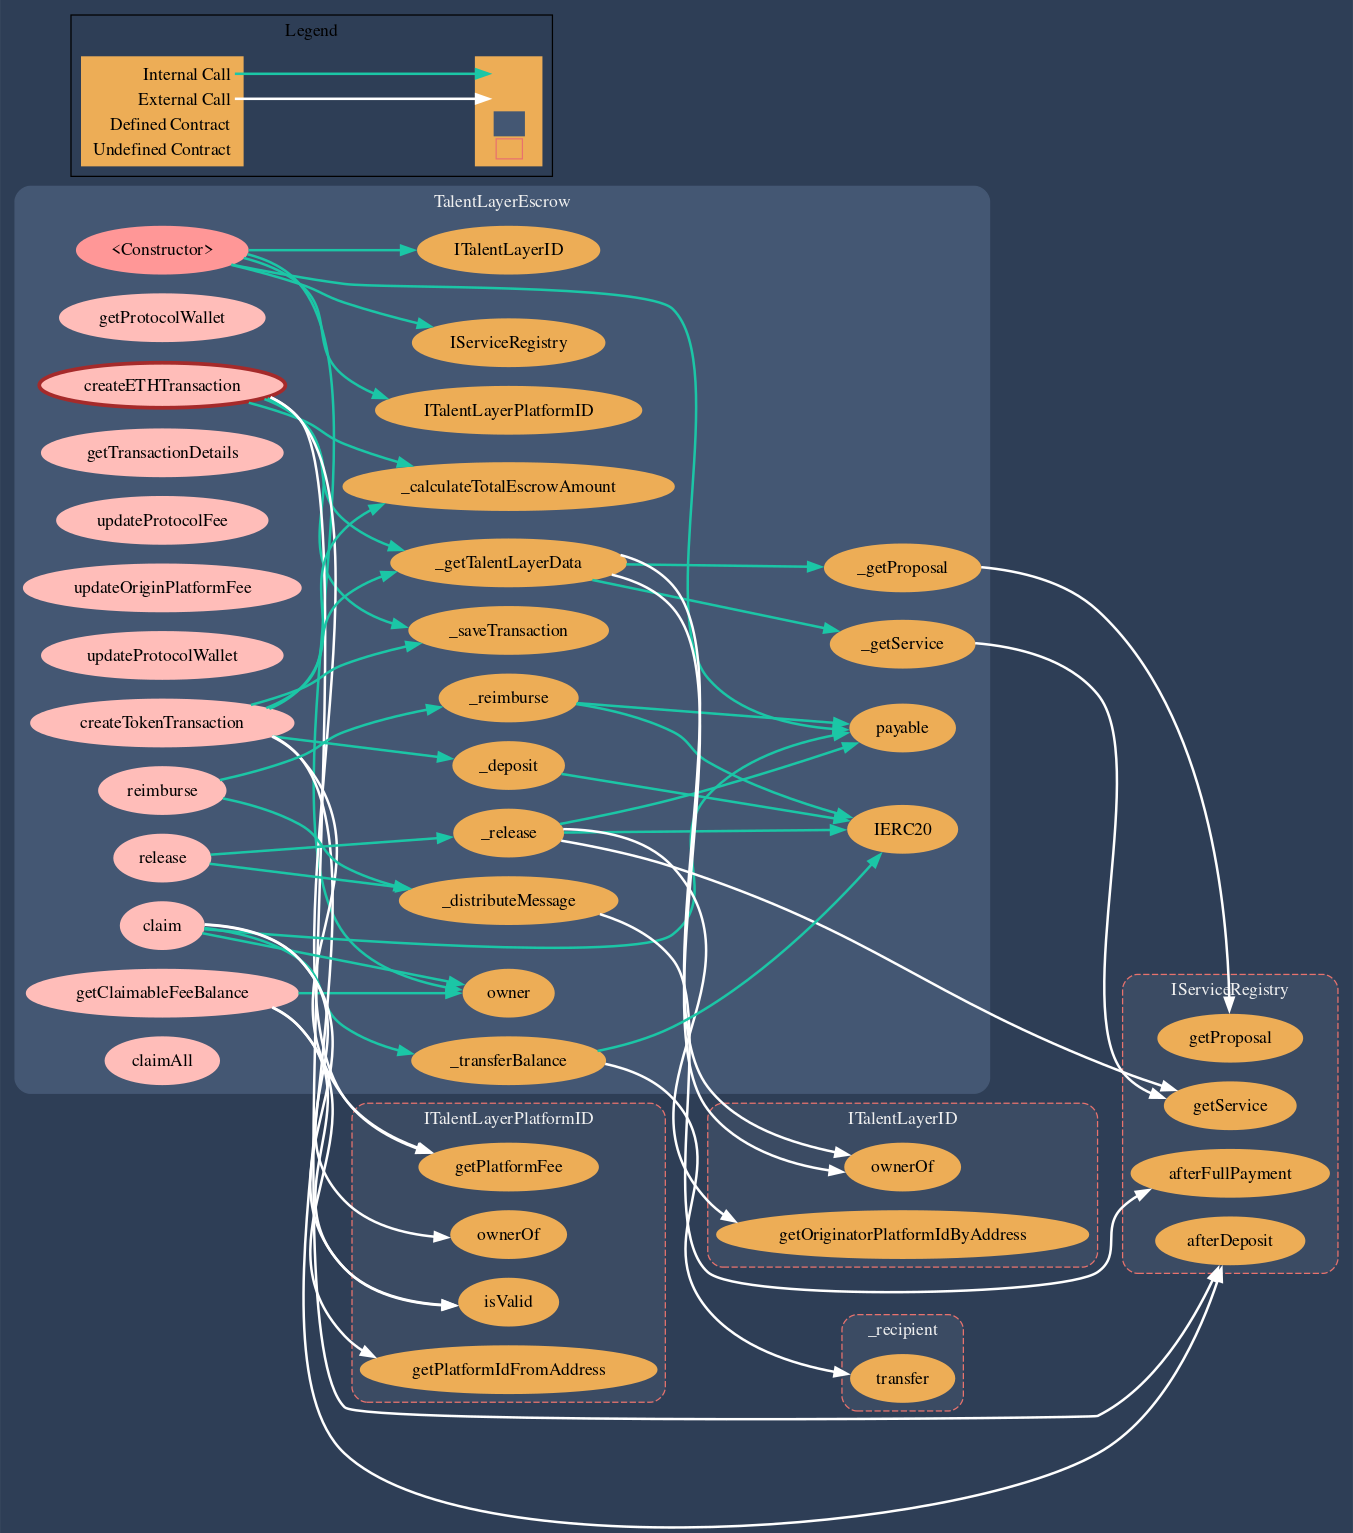 Legend
Internal Call
External Call
Defined Contract
Undefined Contract
TalentLayerEscrow
<Constructor>
getProtocolWallet
createETHTransaction
getTransactionDetails
updateProtocolFee
updateOriginPlatformFee
updateProtocolWallet
createTokenTransaction
reimburse
release
claim
getClaimableFeeBalance
claimAll
ITalentLayerID
IServiceRegistry
ITalentLayerPlatformID
_calculateTotalEscrowAmount
_getTalentLayerData
_saveTransaction
_reimburse
_deposit
_release
_distributeMessage
owner
_transferBalance
_getProposal
_getService
payable
IERC20
ITalentLayerPlatformID
getPlatformFee
ownerOf
isValid
getPlatformIdFromAddress
ITalentLayerID
ownerOf
getOriginatorPlatformIdByAddress
_recipient
transfer
IServiceRegistry
getProposal
getService
afterFullPayment
afterDeposit